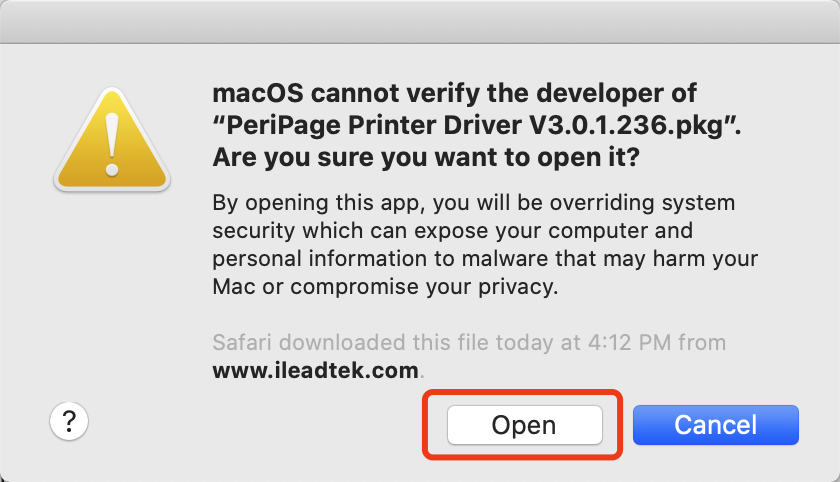 macOS cannot verify the developer of
“PeriPage Printer Driver V3.0.1.236.pkg”.
Are you sure you want to open it?
By opening this app, you will be overriding system
security which can expose your computer and
personal information to malware that may harm your
Mac or compromise your privacy.
Safari downloaded this file today at 4:12 PM from
www.ileadtek.com.
?
Open
Cancel